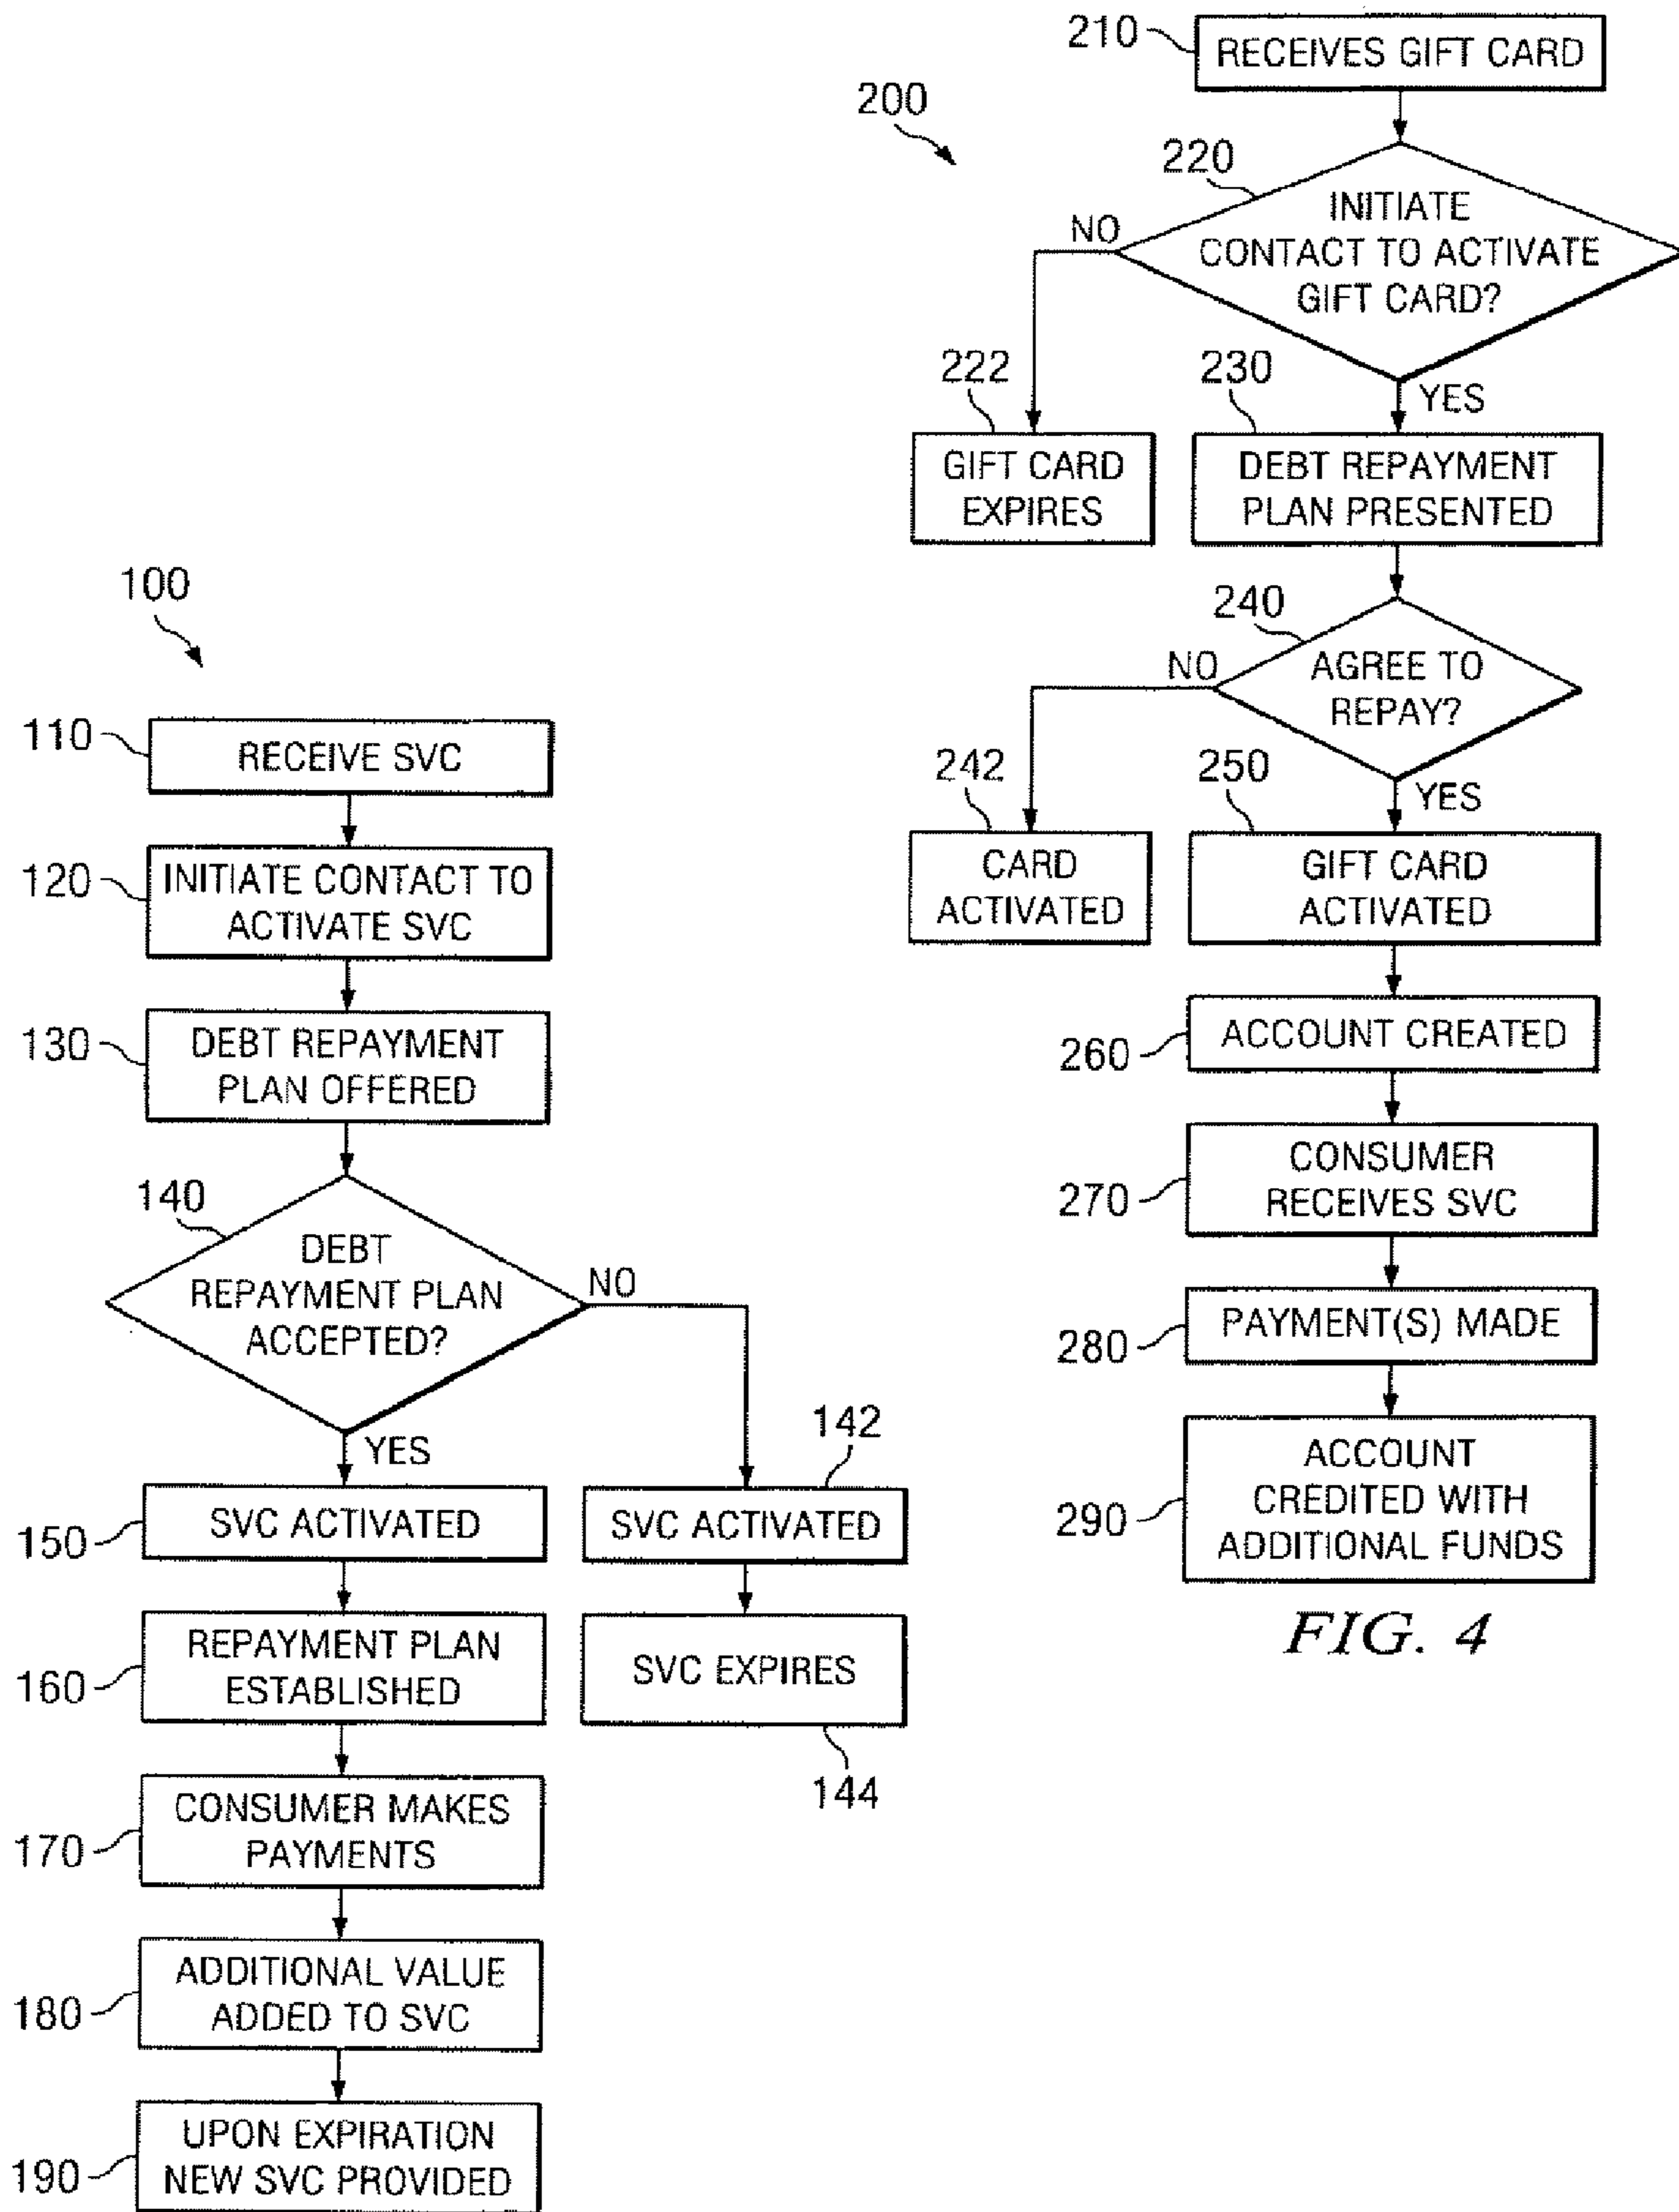 100
110
RECEIVE SVC
120
INITIATE CONTACT TO
ACTIVATE SVC
130
DEBT REPAYMENT
PLAN OFFERED
140
DEBT
REPAYMENT PLAN
ACCEPTED?
NO
YES
142
150
SVC ACTIVATED
SVC ACTIVATED
160
REPAYMENT PLAN
ESTABLISHED
SVC EXPIRES
144
170
CONSUMER MAKES
PAYMENTS
180
ADDITIONAL VALUE
ADDED TO SVC
190
UPON EXPIRATION
NEW SVC PROVIDED
200
210
RECEIVES GIFT CARD
220
INITIATE
CONTACT TO ACTIVATE
GIFT CARD?
NO
YES
222
GIFT CARD
EXPIRES
230
DEBT REPAYMENT
PLAN PRESENTED
240
AGREE TO
REPAY?
NO
YES
242
CARD
ACTIVATED
250
GIFT CARD
ACTIVATED
260
ACCOUNT CREATED
270
CONSUMER
RECEIVES SVC
280
PAYMENT(S) MADE
290
ACCOUNT
CREDITED WITH
ADDITIONAL FUNDS
FIG. 4